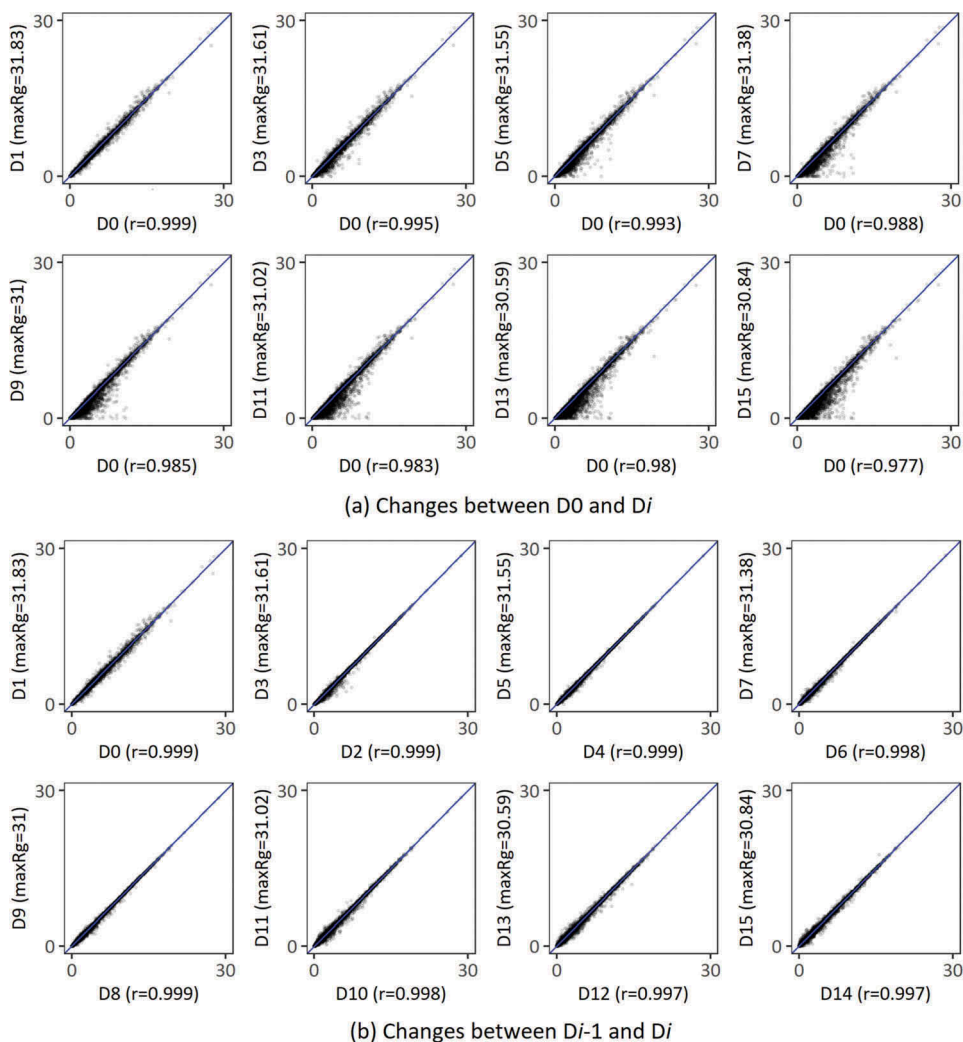 30
D1 (maxRg=31.83)
0
0
30
D0 (r=0.999)
30
D3 (maxRg=31.61)
0
0
30
D0 (r=0.995)
30
D5 (maxRg=31.55)
0
0
30
D0 (r=0.993)
30
D7 (maxRg=31.38)
0
0
30
D0 (r=0.988)
30
D9 (maxRg=31)
0
0
30
D0 (r=0.985)
30
D11 (maxRg=31.02)
0
0
30
D0 (r=0.983)
30
D13 (maxRg=30.59)
0
0
30
D0 (r=0.98)
30
D15 (maxRg=30.84)
0
0
30
D0 (r=0.977)
(a) Changes between D0 and Di
30
D1 (maxRg=31.83)
0
0
30
D0 (r=0.999)
30
D3 (maxRg=31.61)
0
0
30
D2 (r=0.999)
30
D5 (maxRg=31.55)
0
0
30
D4 (r=0.999)
30
D7 (maxRg=31.38)
0
0
30
D6 (r=0.998)
30
D9 (maxRg=31)
0
0
30
D8 (r=0.999)
30
D11 (maxRg=31.02)
0
0
30
D10 (r=0.998)
30
D13 (maxRg=30.59)
0
0
30
D12 (r=0.997)
30
D15 (maxRg=30.84)
0
0
30
D14 (r=0.997)
(b) Changes between Di-1 and Di